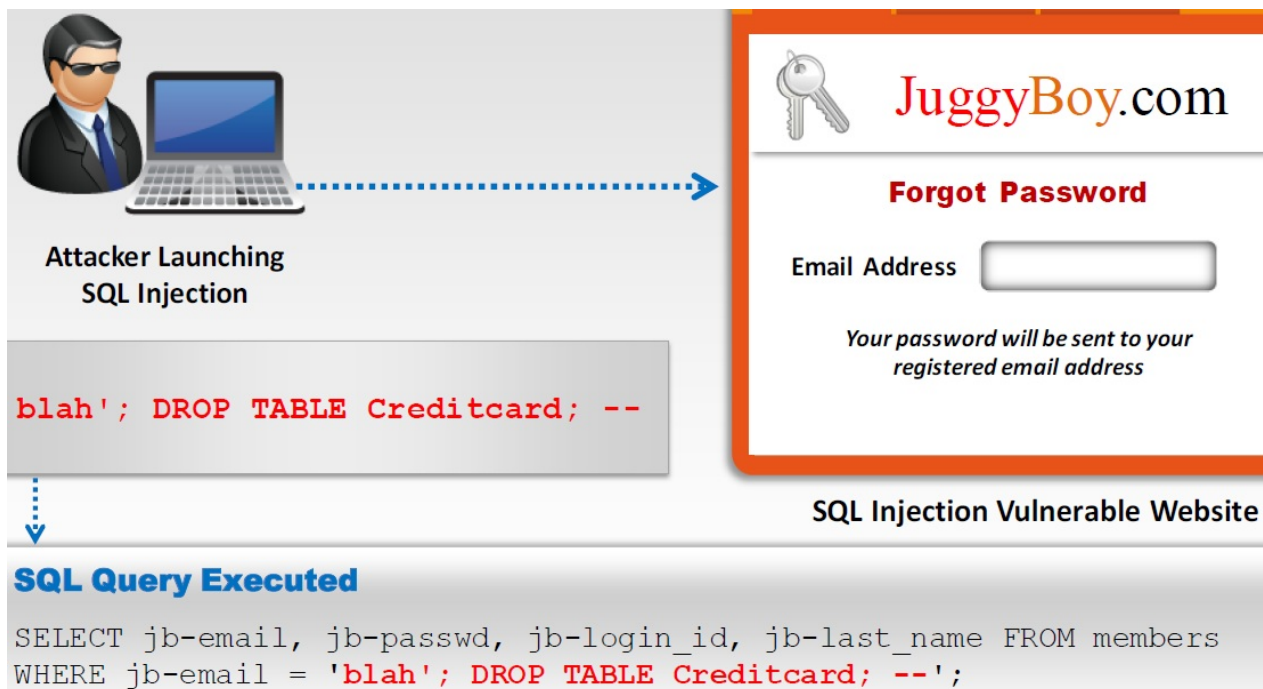 JuggyBoy.com
Forgot Password
Email Address
Your password will be sent to your
registered email address
Attacker Launching
SQL Injection
blah'; DROP TABLE Creditcard; --
SQL Injection Vulnerable Website
SQL Query Executed
SELECT jb-email, jb-passwd, jb-login_id, jb-last_name FROM members
WHERE jb-email = 'blah'; DROP TABLE Creditcard; --';